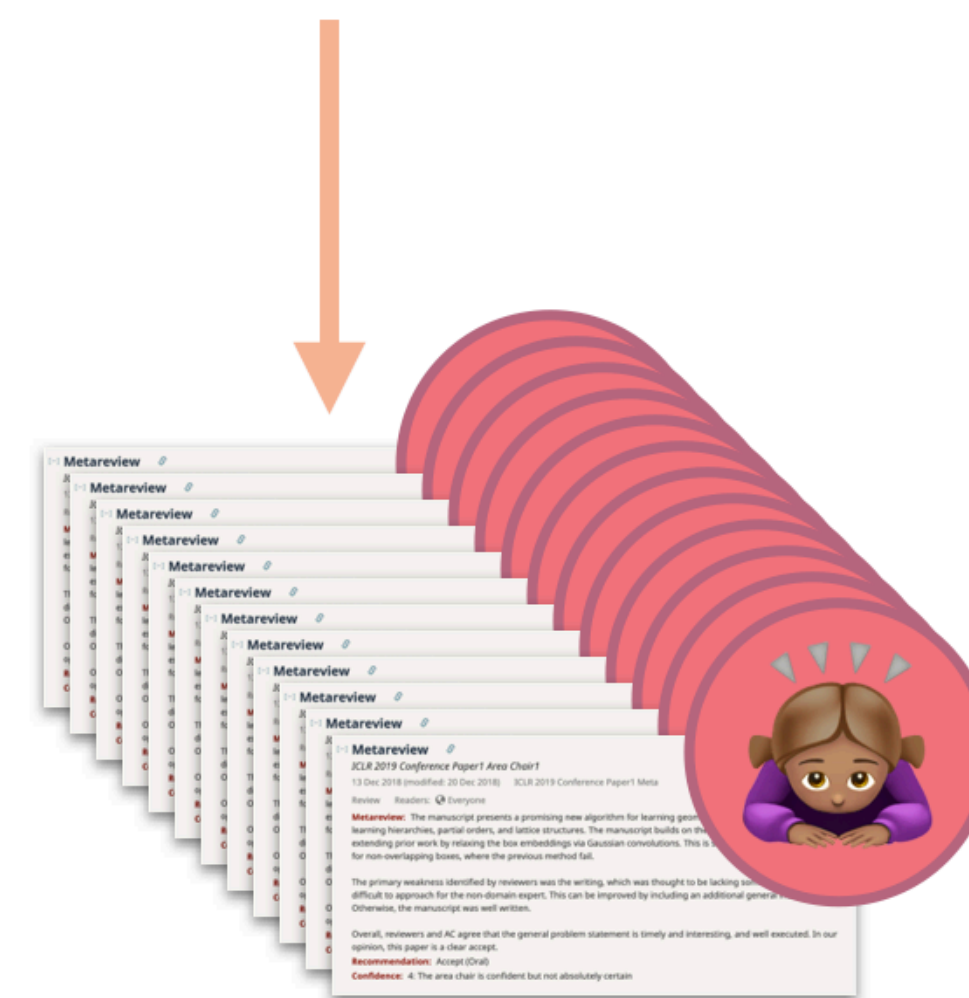 Metareview
Metareview
Metareview
Metareview
Metareview
Metareview
Metareview
Metareview
Metareview
Metareview
Metareview
Metareview
ICLR 2019 Conference Paper1 Area Chair1
13 Dec 2018 (modified: 20 Dec 2018) ICLR 2019 Conference Paper1 Meta
Review Readers: Everyone
Metareview: The manuscript presents a promising new algorithm for learning
learning hierarchies, partial orders, and lattice structures. The manuscript builds on the
extending prior work by relaxing the box embeddings via Gaussian convolutions. This is
for non-overlapping boxes, where the previous method fail.
The primary weakness identified by reviewers was the writing, which was thought to be lacking
difficult to approach for the non-domain expert. This can be improved by including an additional general
Otherwise, the manuscript was well written.
Overall, reviewers and AC agree that the general problem statement is timely and interesting, and well executed. In our
opinion, this paper is a clear accept.
Recommendation: Accept (Oral)
Confidence: 4: The area chair is confident but not absolutely certain